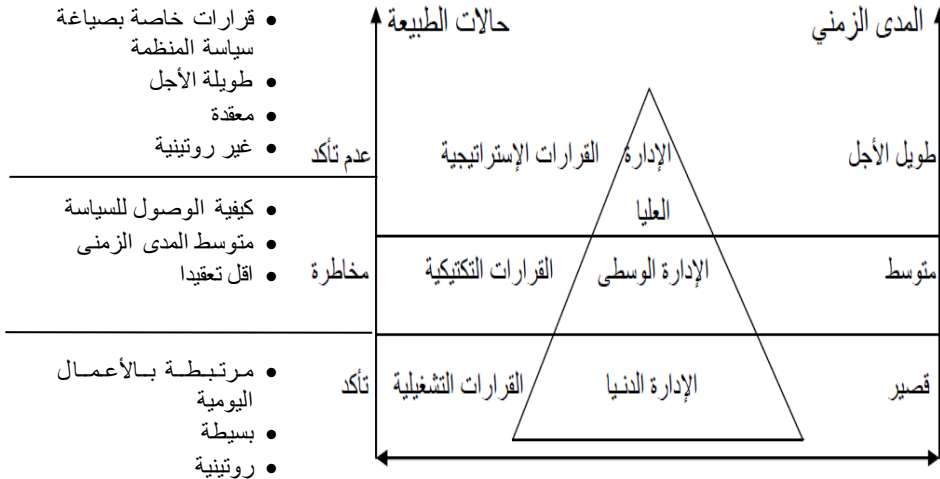 المدى الزمني
حالات الطبيعة
• قرارات خاصة بصياغة
سياسة المنظمة
• طويلة الأجل
• معقدة
• غير روتينية
طويل الأجل
الإدارة
العليا
القرارات الإستراتيجية
عدم تأكد
• كيفية الوصول للسياسة
• متوسط المدى الزمنى
• اقل تعقيدا
متوسط
الإدارة الوسطى
القرارات التكتيكية
مخاطرة
• مرتبطة بالأعمال
اليومية
• بسيطة
• روتينية
قصير
الإدارة الدنيا
القرارات التشغيلية
تأكد